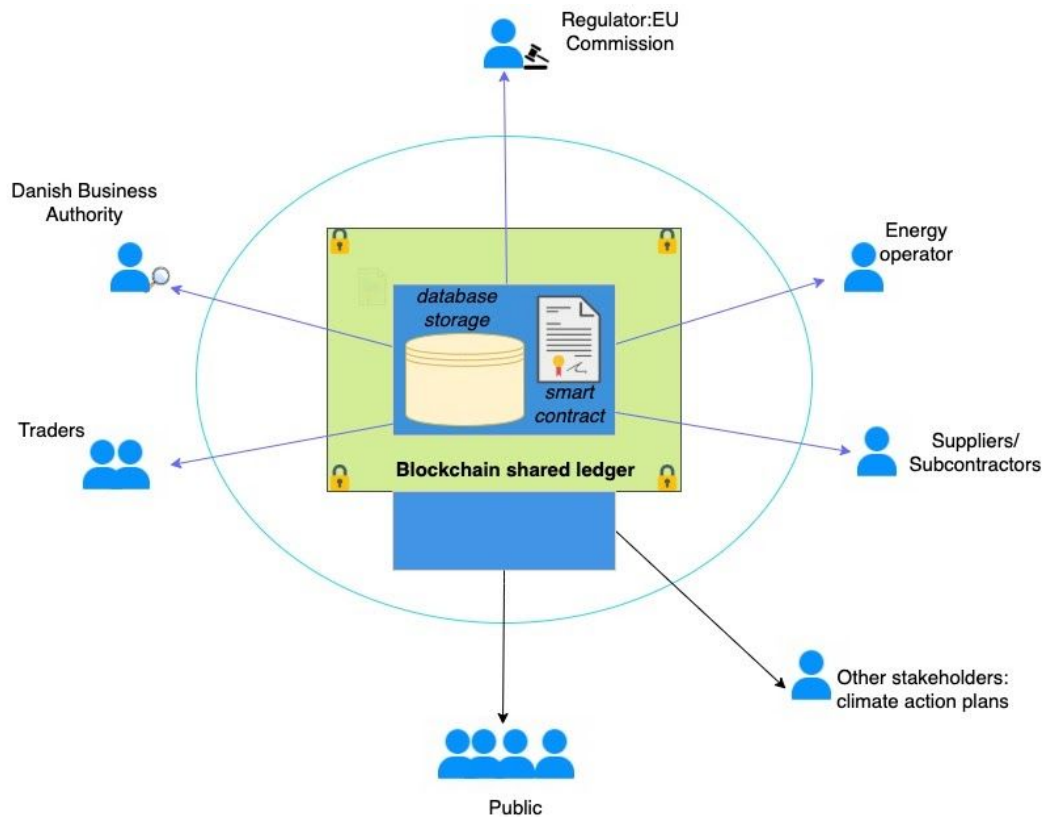 Regulator:EU
Commission
Danish Business
Authority
Energy
operator
database
storage
smart
contract
Traders
Suppliers/
Subcontractors
Blockchain shared ledger
Other stakeholders:
climate action plans
Public